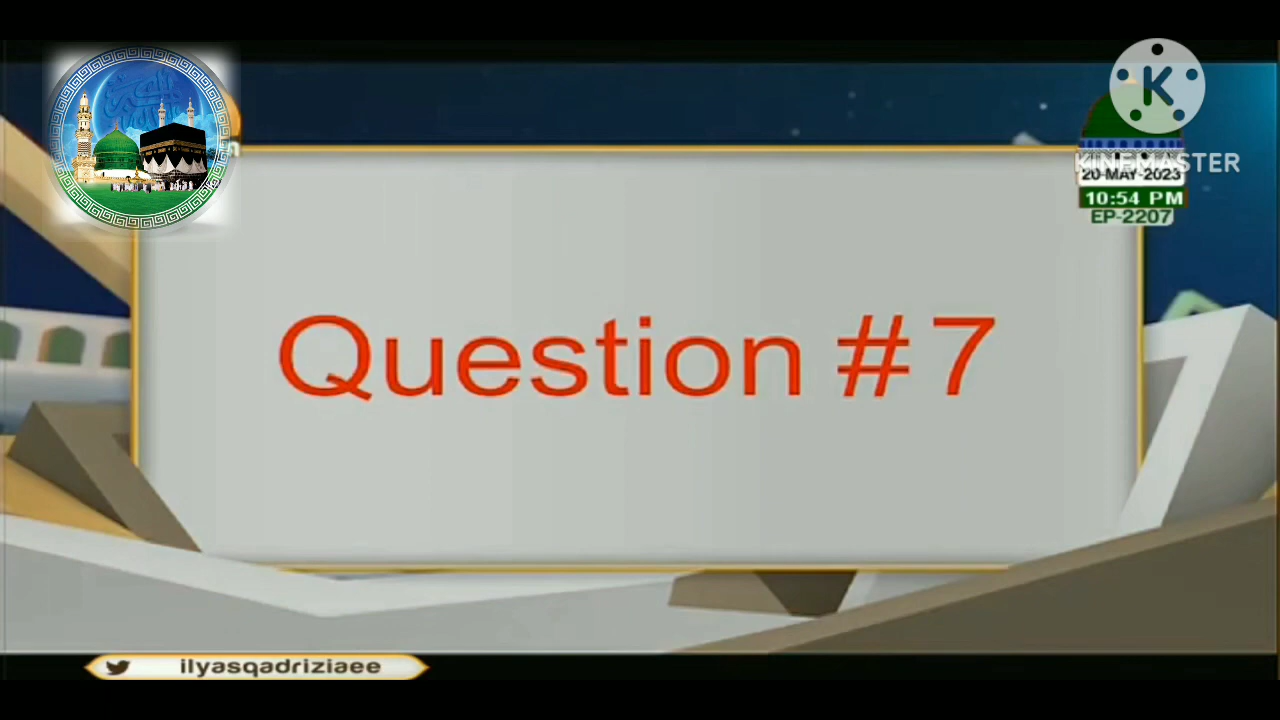 Question #7
KINEMASTER
20-MAY-2023
10:54 PM
EP-2207
ilyasqadriziaee